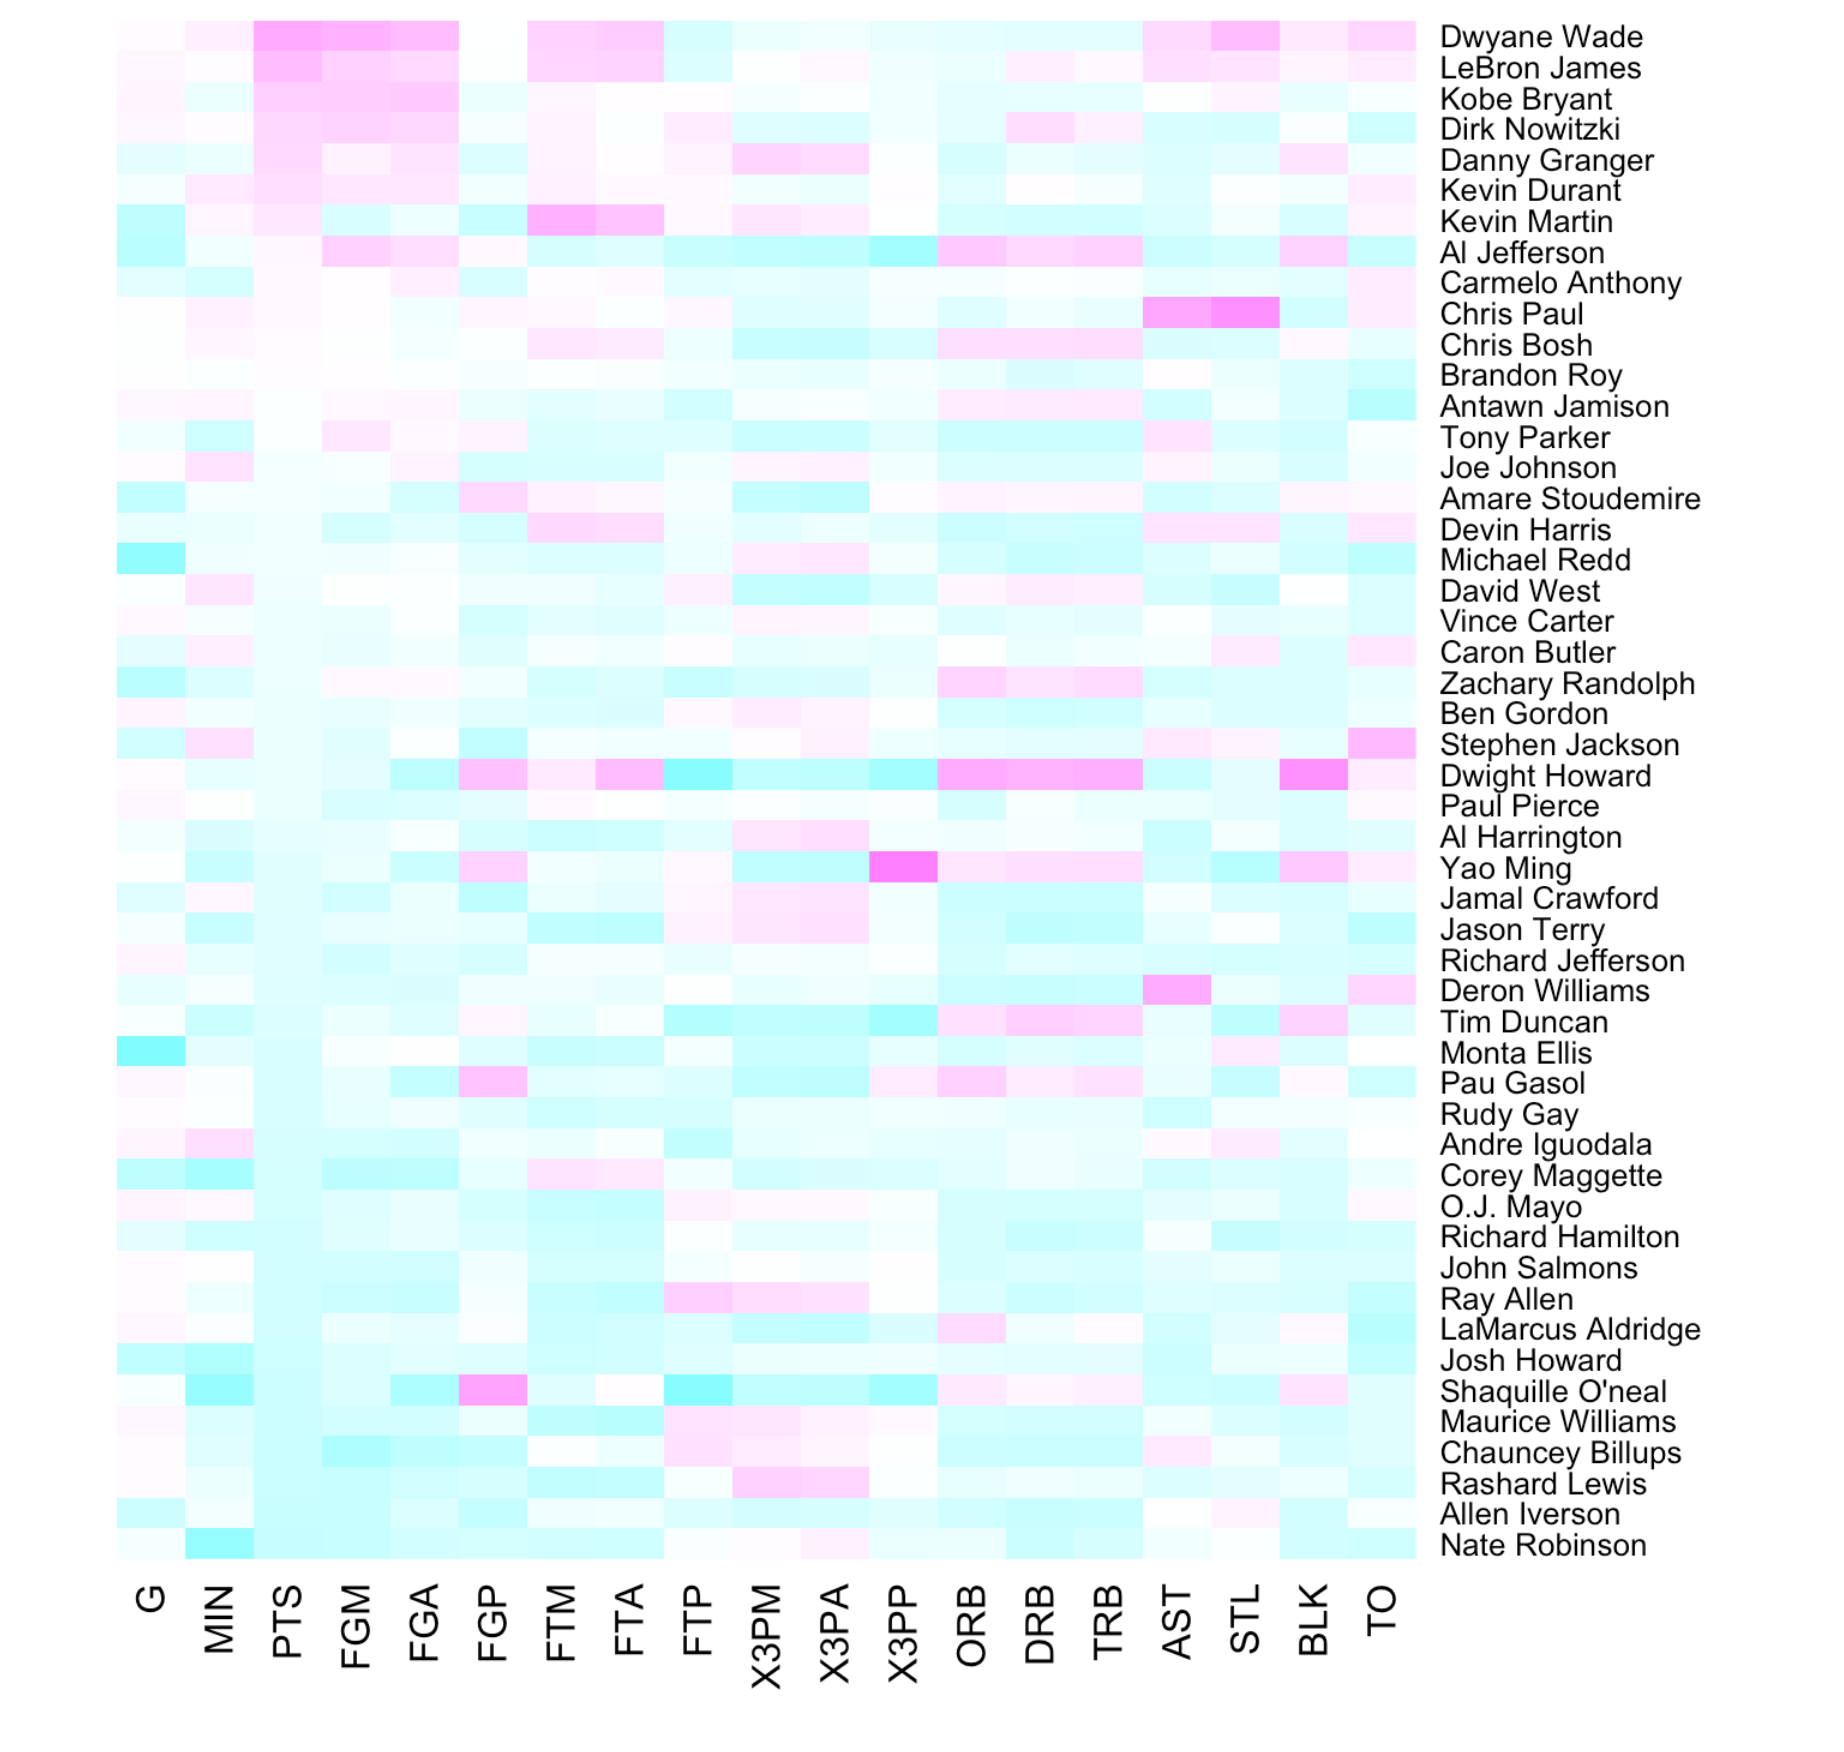 Dwyane Wade
LeBron James
Kobe Bryant
Dirk Nowitzki
Danny Granger
Kevin Durant
Kevin Martin
Al Jefferson
Carmelo Anthony
Chris Paul
Chris Bosh
Brandon Roy
Antawn Jamison
Tony Parker
Joe Johnson
Amare Stoudemire
Devin Harris
Michael Redd
David West
Vince Carter
Caron Butler
Zachary Randolph
Ben Gordon
Stephen Jackson
Dwight Howard
Paul Pierce
Al Harrington
Yao Ming
Jamal Crawford
Jason Terry
Richard Jefferson
Deron Williams
Tim Duncan
Monta Ellis
Pau Gasol
Rudy Gay
Andre Iguodala
Corey Maggette
O.J. Mayo
Richard Hamilton
John Salmons
Ray Allen
LaMarcus Aldridge
Josh Howard
Shaquille O'neal
Maurice Williams
Chauncey Billups
Rashard Lewis
Allen Iverson
Nate Robinson
G
MIN
PTS
FGM
FGA
FGP
FTM
FTA
FTP
X3PM
X3PA
X3PP
ORB
DRB
TRB
AST
STL
BLK
TO